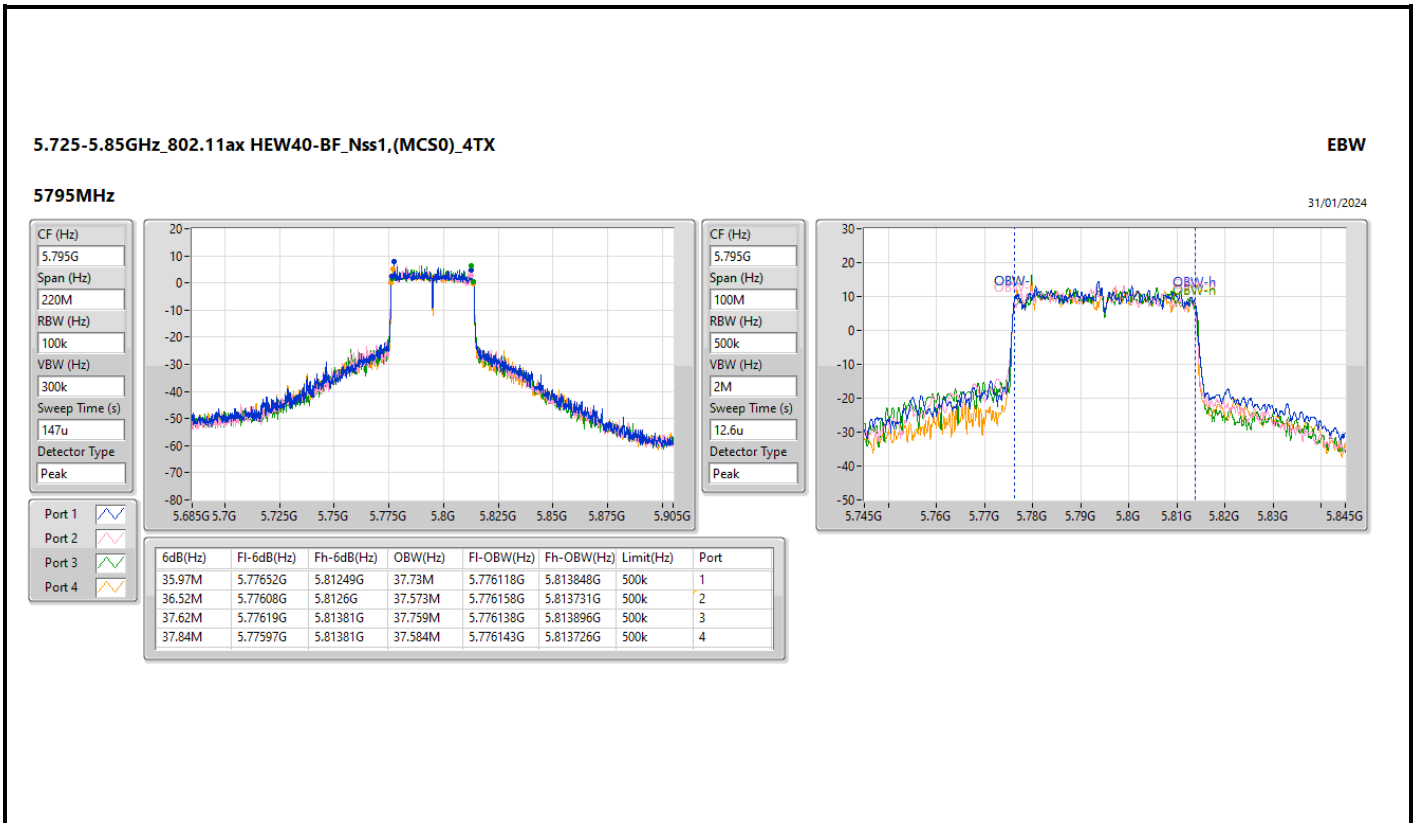 5.725-5.85GHz_802.11ax HEW40-BF_Nss1,(MCS0)_4TX
EBW
5795MHz
31/01/2024
CF (Hz)
5.795G
Span (Hz)
220M
RBW (Hz)
100k
VBW (Hz)
300k
Sweep Time (s)
147u
Detector Type
Peak
20
10
0
-10
-20
-30
-40
-50
-60
-70
-80
5.685G 5.7G 5.725G 5.75G 5.775G 5.8G 5.825G 5.85G 5.875G 5.905G
CF (Hz)
5.795G
Span (Hz)
100M
RBW (Hz)
500k
VBW (Hz)
2M
Sweep Time (s)
12.6u
Detector Type
Peak
30
20
10
0
-10
-20
-30
-40
-50
OBW-l
OBW-h
OBW-h
5.745G 5.76G 5.77G 5.78G 5.79G 5.8G 5.81G 5.82G 5.83G 5.845G
Port 1
Port 2
Port 3
Port 4
6dB(Hz) Fl-6dB(Hz) Fh-6dB(Hz) OBW(Hz) Fl-OBW(Hz) Fh-OBW(Hz) Limit(Hz) Port
35.97M 5.77652G 5.81249G 37.73M 5.776118G 5.813848G 500k 1
36.52M 5.77608G 5.8126G 37.573M 5.776158G 5.813731G 500k 2
37.62M 5.77619G 5.81381G 37.759M 5.776138G 5.813896G 500k 3
37.84M 5.77597G 5.81381G 37.584M 5.776143G 5.813726G 500k 4